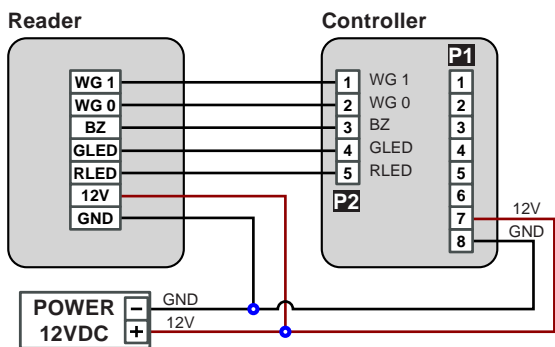 Reader
Controller
WG 1
WG 0
BZ
GLED
RLED
12V
GND
1 WG 1
2 WG 0
3 BZ
4 GLED
5 RLED
P2
P1
1
2
3
4
5
6
7
8
12V
GND
POWER
12VDC
−
+
GND
12V